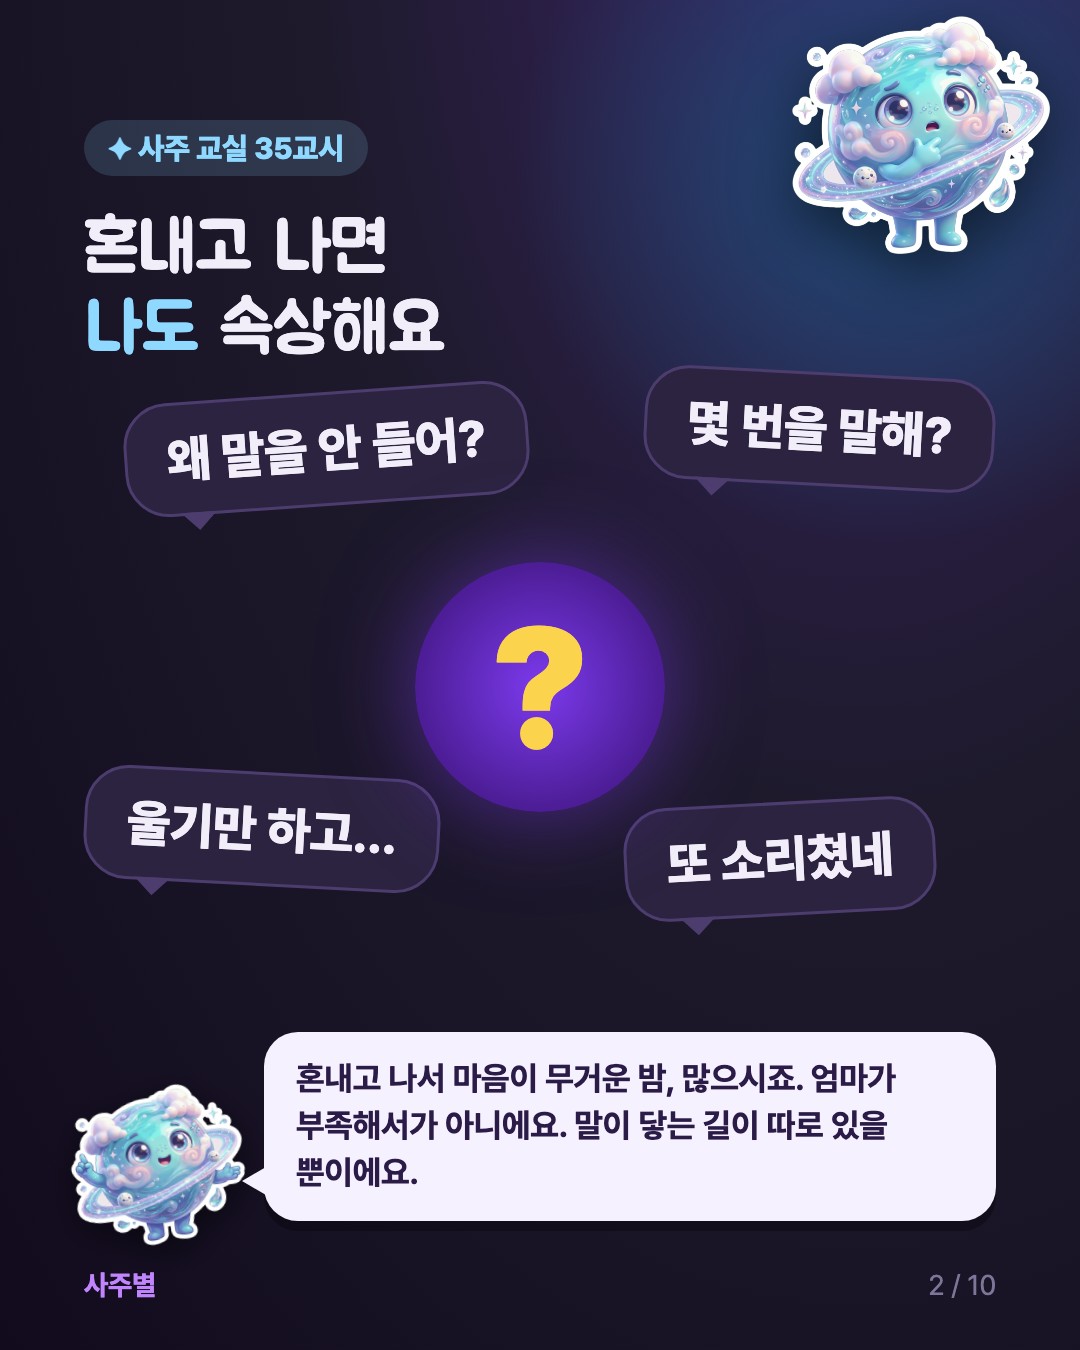 ✦ 사주 교실 35교시
혼내고 나면
나도 속상해요
왜 말을 안 들어?
몇 번을 말해?
?
울기만 하고...
또 소리쳤네
혼내고 나서 마음이 무거운 밤, 많으시죠. 엄마가
부족해서가 아니에요. 말이 닿는 길이 따로 있을
뿐이에요.
사주별
2 / 10